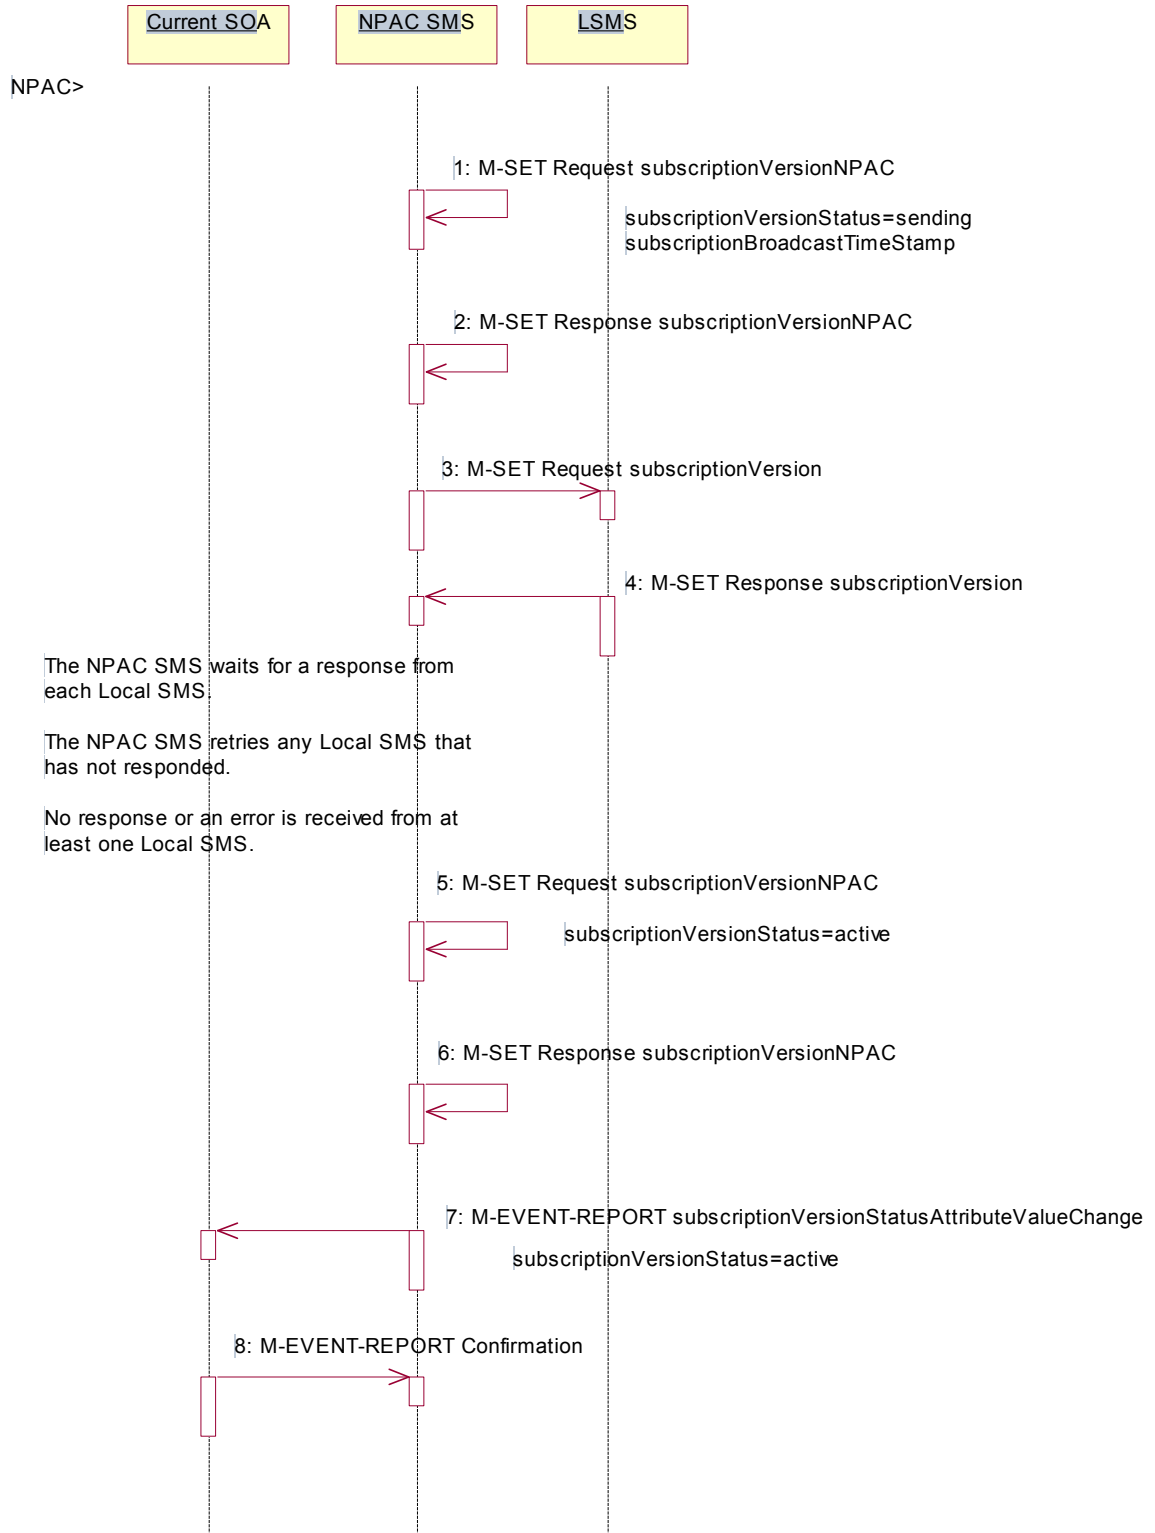 Current SOA
NPAC SMS
LSMS
NPAC>
1: M-SET Request subscriptionVersionNPAC
subscriptionVersionStatus=sending
subscriptionBroadcastTimeStamp
2: M-SET Response subscriptionVersionNPAC
3: M-SET Request subscriptionVersion
4: M-SET Response subscriptionVersion
The NPAC SMS waits for a response from
each Local SMS.
The NPAC SMS retries any Local SMS that
has not responded.
No response or an error is received from at
least one Local SMS.
5: M-SET Request subscriptionVersionNPAC
subscriptionVersionStatus=active
6: M-SET Response subscriptionVersionNPAC
7: M-EVENT-REPORT subscriptionVersionStatusAttributeValueChange
subscriptionVersionStatus=active
8: M-EVENT-REPORT Confirmation